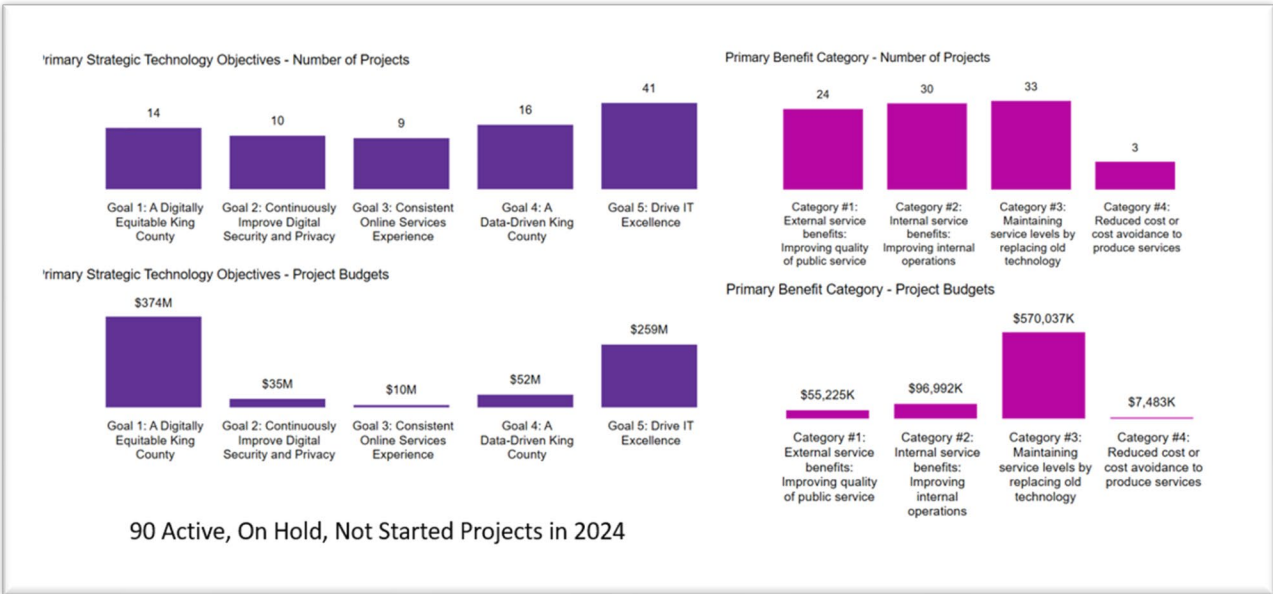 rimary Strategic Technology Objectives - Number of Projects
14
10
9
16
41
Goal 1: A Digitally
Equitable King
County
Goal 2: Continuously
Improve Digital
Security and Privacy
Goal 3: Consistent
Online Services
Experience
Goal 4: A
Data-Driven King
County
Goal 5: Drive IT
Excellence
rimary Strategic Technology Objectives - Project Budgets
$374M
$35M
$10M
$52M
$259M
Goal 1: A Digitally
Equitable King
County
Goal 2: Continuously
Improve Digital
Security and Privacy
Goal 3: Consistent
Online Services
Experience
Goal 4: A
Data-Driven King
County
Goal 5: Drive IT
Excellence
90 Active, On Hold, Not Started Projects in 2024
Primary Benefit Category - Number of Projects
24
30
33
3
Category #1:
External service
benefits:
Improving quality
of public service
Category #2:
Internal service
benefits:
Improving internal
operations
Category #3:
Maintaining
service levels by
replacing old
technology
Category #4:
Reduced cost or
cost avoidance to
produce services
Primary Benefit Category - Project Budgets
$55,225K
$96,992K
$570,037K
$7,483K
Category #1:
External service
benefits:
Improving quality
of public service
Category #2:
Internal service
benefits:
Improving
internal
operations
Category #3:
Maintaining
service levels by
replacing old
technology
Category #4:
Reduced cost or
cost avoidance to
produce services